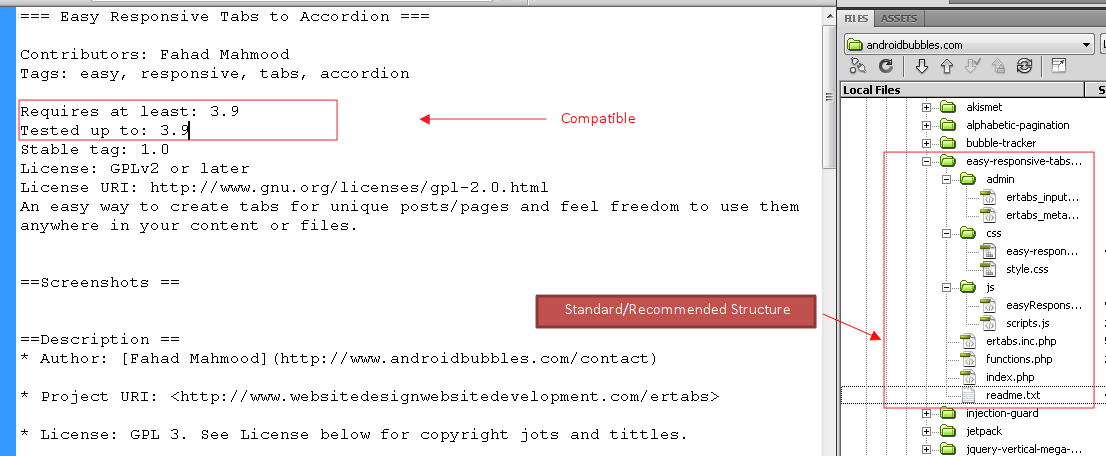 === Easy Responsive Tabs to Accordion ===
Contributors: Fahad Mahmood
Tags: easy, responsive, tabs, accordion
Requires at least: 3.9
Tested up to: 3.9
Compatible
Stable tag: 1.0
License: GPLv2 or later
License URI: http://www.gnu.org/licenses/gpl-2.0.html
An easy way to create tabs for unique posts/pages and feel freedom to use them
anywhere in your content or files.
==Screenshots ==
Standard/Recommended Structure
==Description ==
* Author: [Fahad Mahmood](http://www.androidbubbles.com/contact)
* Project URI: <http://www.websitedesignwebsitedevelopment.com/ertabs>
* License: GPL 3. See License below for copyright jots and tittles.
FILES ASSETS
androidbubbles.com
Local Files S
akismet
alphabetic-pagination
bubble-tracker
easy-responsive-tabs...
admin
ertabs_input...
ertabs_meta...
css
easy-respon...
style.css
js
easyRespons...
scripts.js
ertabs.inc.php
functions.php
index.php
readme.txt
injection-guard
jetpack
jquery-vertical-mega-...